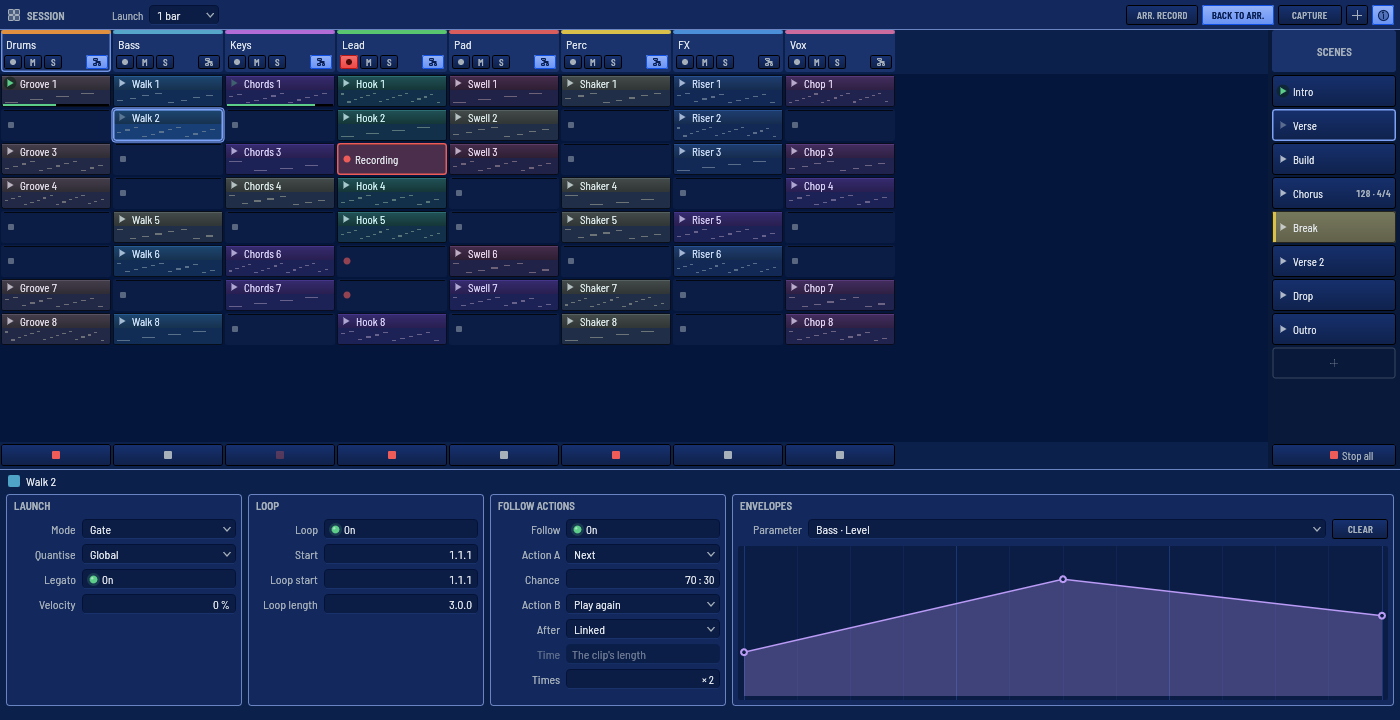 SESSION Launch 1 bar ARR. RECORD BACK TO ARR. CAPTURE
Drums Bass Keys Lead Pad Perc FX Vox SCENES
M S M S M S M S M S M S M S M S
Groove 1 Walk 1 Chords 1 Hook 1 Swell 1 Shaker 1 Riser 1 Chop 1 Intro
Walk 2 Hook 2 Swell 2 Riser 2 Verse
Groove 3 Chords 3 Recording Swell 3 Riser 3 Chop 3 Build
Groove 4 Chords 4 Hook 4 Shaker 4 Chop 4 Chorus 128 · 4/4
Walk 5 Hook 5 Shaker 5 Riser 5 Break
Walk 6 Chords 6 Swell 6 Riser 6 Verse 2
Groove 7 Chords 7 Swell 7 Shaker 7 Chop 7 Drop
Groove 8 Walk 8 Hook 8 Shaker 8 Chop 8 Outro
Stop all
Walk 2
LAUNCH
Mode Gate
Quantise Global
Legato On
Velocity 0 %
LOOP
Loop On
Start 1.1.1
Loop start 1.1.1
Loop length 3.0.0
FOLLOW ACTIONS
Follow On
Action A Next
Chance 70 : 30
Action B Play again
After Linked
Time The clip's length
Times ×2
ENVELOPES
Parameter Bass · Level CLEAR